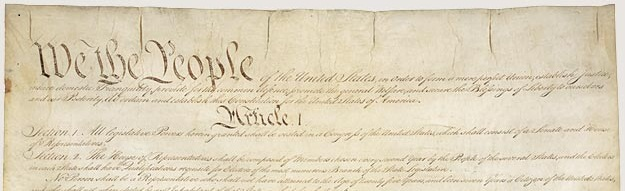 We the People of the United States, in Order to form a more perfect Union, establish Justice,
insure domestic Tranquility, provide for the common defence, promote the general Welfare, and secure the Blessings of Liberty to ourselves
and our Posterity, do ordain and establish this Constitution for the United States of America.
Article I
Section 1. All legislative Powers herein granted shall be vested in a Congress of the United States, which shall consist of a Senate and House
of Representatives.
Section 2. The House of Representatives shall be composed of Members chosen every second Year by the People of the several States, and the Electors
in each State shall have Qualifications requisite for Electors of the most numerous Branch of the State Legislature.
No Person shall be a Representative who shall not have attained to the Age of twenty five Years, and been seven Years a Citizen of the United States,